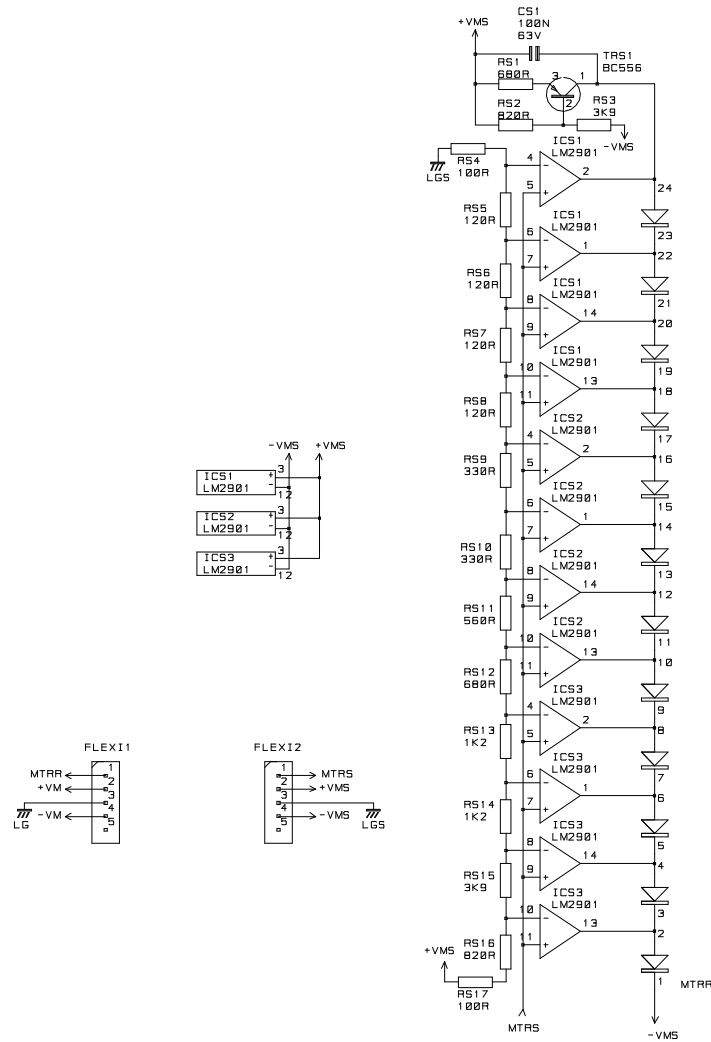 CS1
100N
63V
+VMS
TRS1
BC556
RS1
680R
3
1
2
RS2
820R
RS3
3K9
-VMS
RS4
100R
LGS
ICS1
LM2901
4
5
2
24
RS5
120R
23
ICS1
LM2901
6
7
1
22
RS6
120R
21
ICS1
LM2901
8
9
14
20
RS7
120R
19
ICS1
LM2901
10
11
13
18
RS8
120R
17
ICS2
LM2901
4
5
2
16
RS9
330R
15
ICS2
LM2901
6
7
1
14
RS10
330R
13
ICS2
LM2901
8
9
14
12
RS11
560R
11
ICS2
LM2901
10
11
13
10
RS12
680R
9
ICS3
LM2901
4
5
2
8
RS13
1K2
7
ICS3
LM2901
6
7
1
6
RS14
1K2
5
ICS3
LM2901
8
9
14
4
RS15
3K9
3
ICS3
LM2901
10
11
13
2
RS16
820R
1
MTRR
+VMS
RS17
100R
MTRS
-VMS
-VMS
+VMS
ICS1
LM2901
+
-
3
12
ICS2
LM2901
+
-
3
12
ICS3
LM2901
+
-
3
12
FLEXI1
MTRR
+VM
LG
-VM
1
2
3
4
5
FLEXI2
1
2
3
4
5
MTRS
+VMS
LGS
-VMS